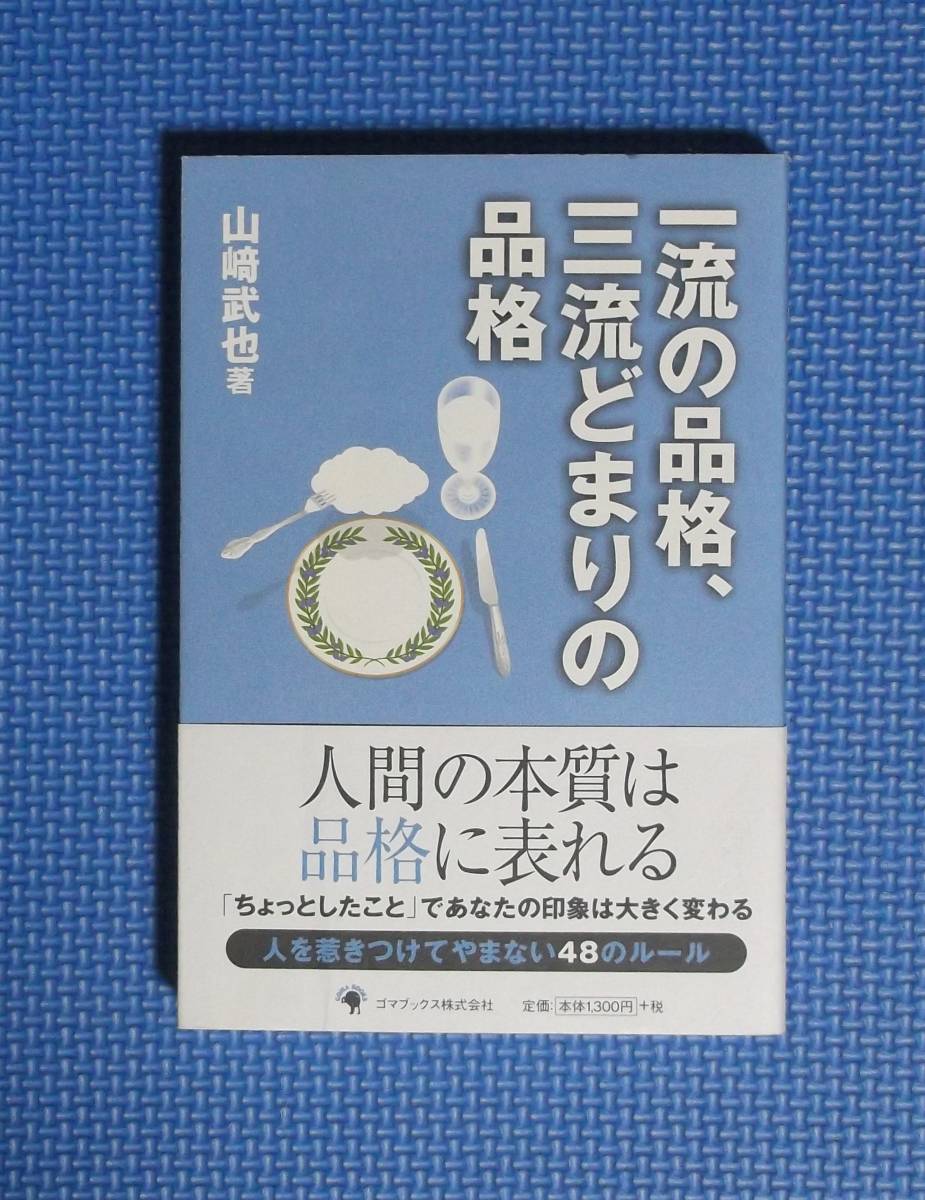 一流の品格、
三流どまりの
品格
山﨑武也著
人間の本質は
品格に表れる
「ちょっとしたこと」であなたの印象は大きく変わる
人を惹きつけてやまない48のルール
GOMA BOOKS
ゴマブックス株式会社 定価:本体1,300円+税